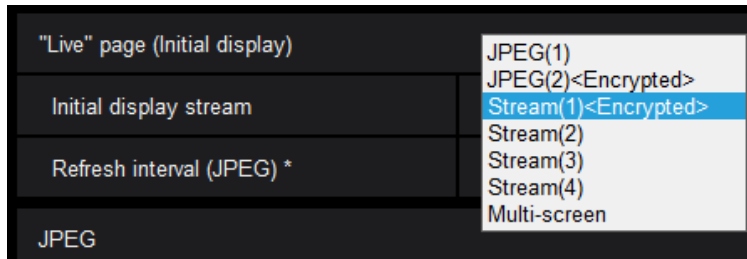 "Live" page (Initial display)
JPEG(1)
JPEG(2)<Encrypted>
Initial display stream
Stream(1)<Encrypted>
Stream(2)
Refresh interval (JPEG) *
Stream(3)
Stream(4)
Multi-screen
JPEG